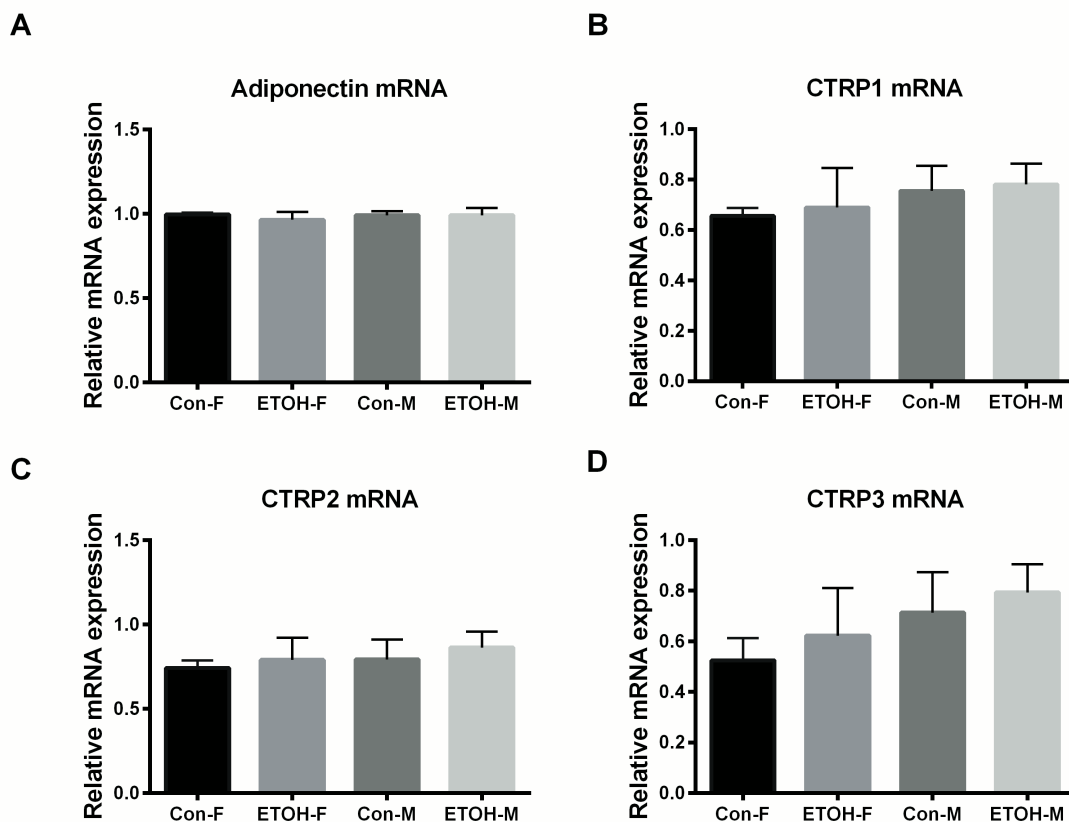 A
Adiponectin mRNA
Relative mRNA expression
1.5
1.0
0.5
0.0
Con-F ETOH-F Con-M ETOH-M
B
CTRP1 mRNA
Relative mRNA expression
1.0
0.8
0.6
0.4
0.2
0.0
Con-F ETOH-F Con-M ETOH-M
C
CTRP2 mRNA
Relative mRNA expression
1.5
1.0
0.5
0.0
Con-F ETOH-F Con-M ETOH-M
D
CTRP3 mRNA
Relative mRNA expression
1.0
0.8
0.6
0.4
0.2
0.0
Con-F ETOH-F Con-M ETOH-M